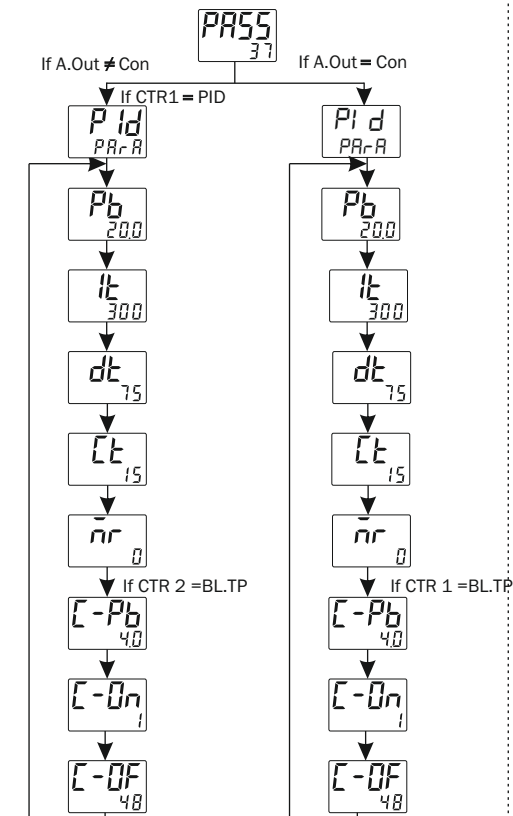 PASS
37
If A.Out ≠ Con
If A.Out = Con
If CTR1 = PID
PId
PArA
PI d
PArA
Pb
20.0
Pb
20.0
It
300
It
300
dt
75
dt
75
Ct
15
Ct
15
n̄r
0
n̄r
0
If CTR 2 =BL.TP
If CTR 1 =BL.TP
C-Pb
4.0
C-Pb
4.0
C-On
1
C-On
1
C-OF
48
C-OF
48